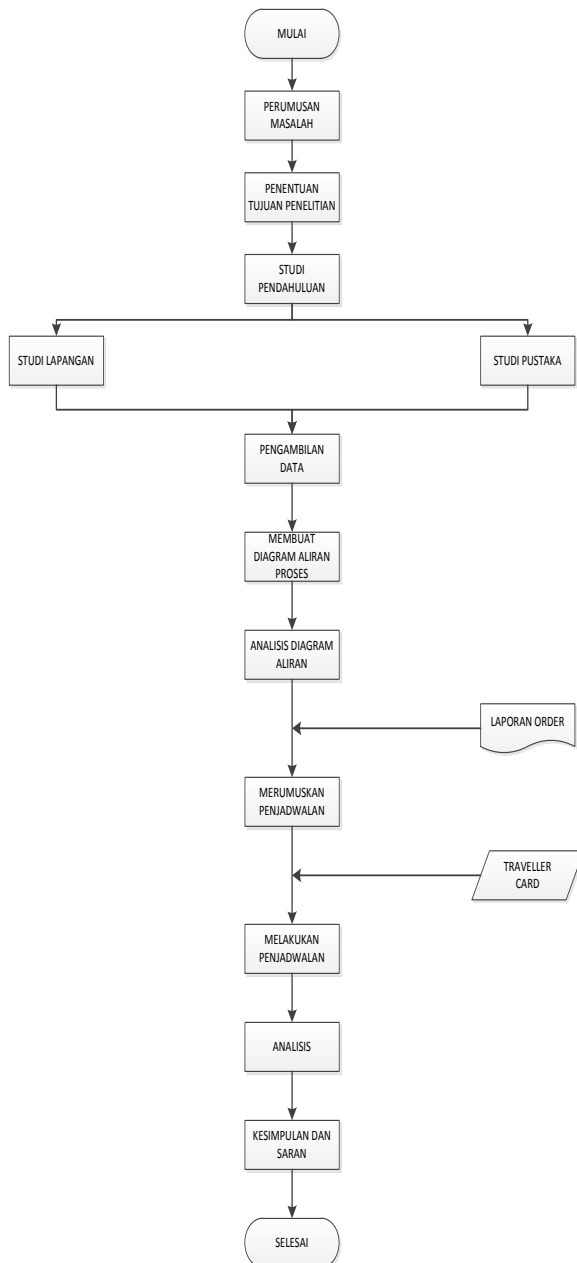 MULAI
PERUMUSAN
MASALAH
PENENTUAN
TUJUAN PENELITIAN
STUDI
PENDAHULUAN
STUDI LAPANGAN
STUDI PUSTAKA
PENGAMBILAN
DATA
MEMBUAT
DIAGRAM ALIRAN
PROSES
ANALISIS DIAGRAM
ALIRAN
LAPORAN ORDER
MERUMUSKAN
PENJADWALAN
TRAVELLER
CARD
MELAKUKAN
PENJADWALAN
ANALISIS
KESIMPULAN DAN
SARAN
SELESAI